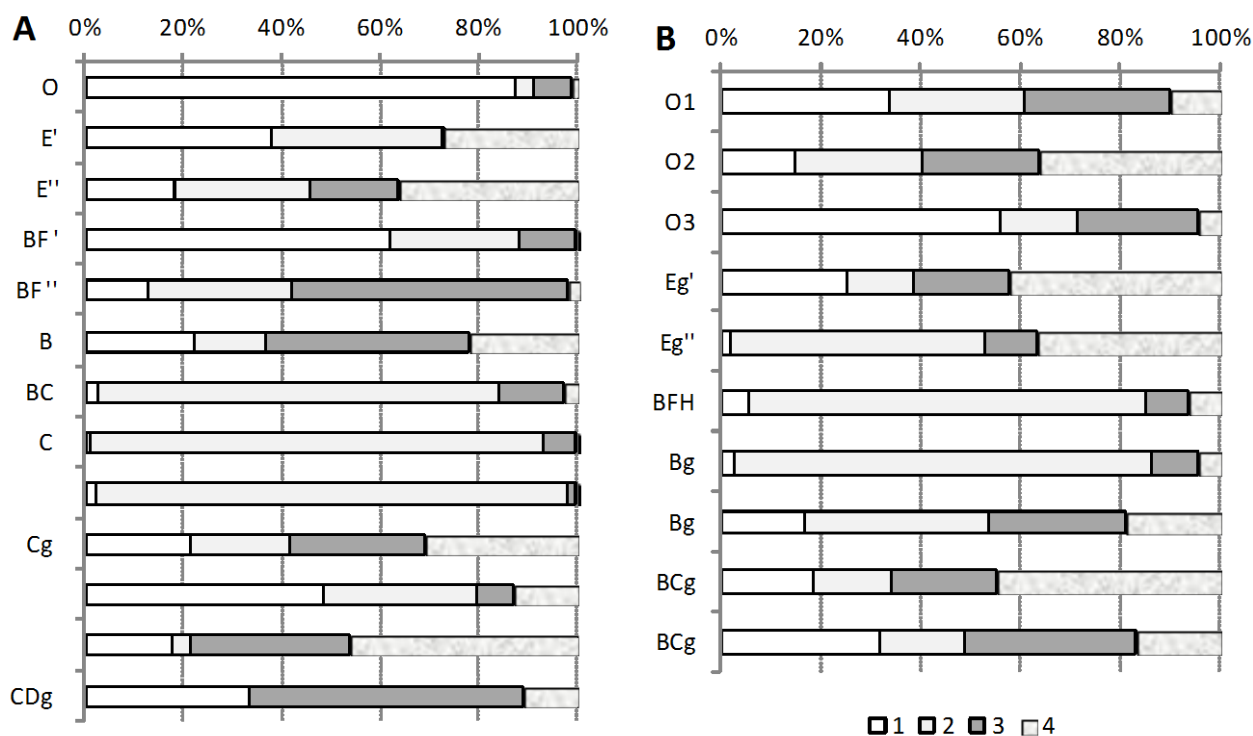 A
0% 20% 40% 60% 80% 100%
O
E'
E''
BF'
BF''
B
BC
C
Cg
CDg
B
0% 20% 40% 60% 80% 100%
O1
O2
O3
Eg'
Eg''
BFH
Bg
Bg
BCg
BCg
1 2 3 4